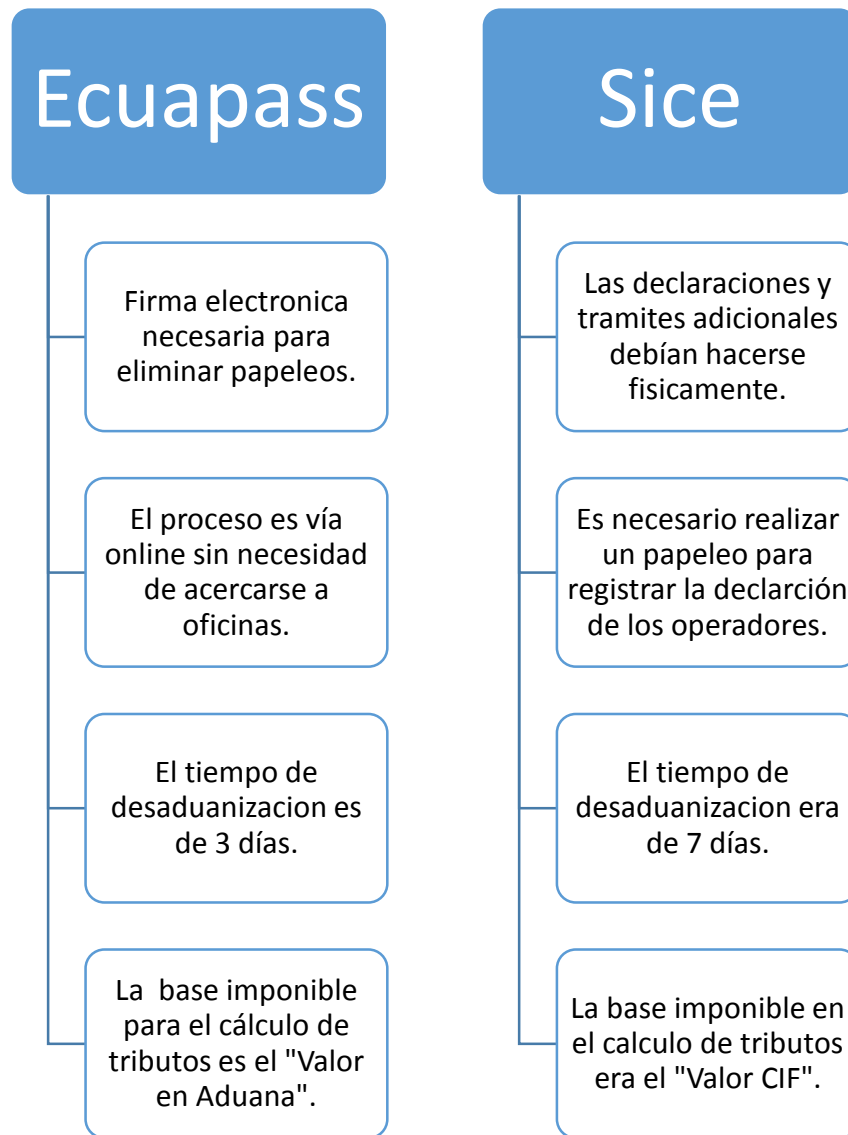 Ecuapass
Firma electronica
necesaria para
eliminar papeleos.
El proceso es vía
online sin necesidad
de acercarse a
oficinas.
El tiempo de
desaduanizacion es
de 3 días.
La base imponible
para el cálculo de
tributos es el "Valor
en Aduana".
Sice
Las declaraciones y
tramites adicionales
debían hacerse
fisicamente.
Es necesario realizar
un papeleo para
registrar la declarción
de los operadores.
El tiempo de
desaduanizacion era
de 7 días.
La base imponible en
el calculo de tributos
era el "Valor CIF".